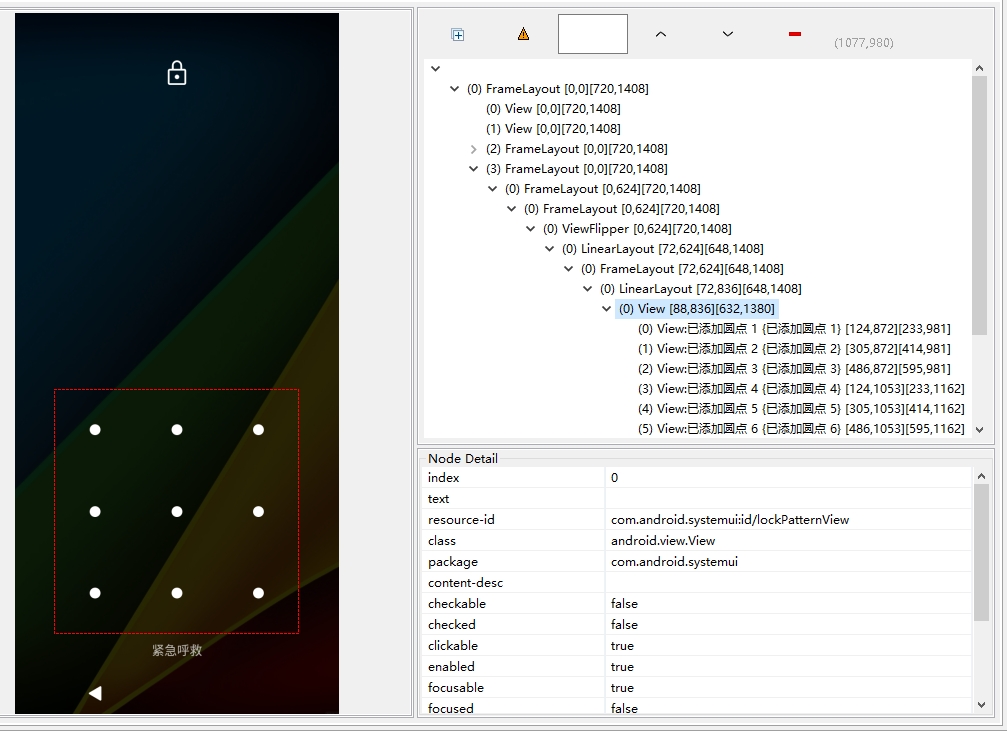 (1077,980)
(0) FrameLayout [0,0][720,1408]
(0) View [0,0][720,1408]
(1) View [0,0][720,1408]
(2) FrameLayout [0,0][720,1408]
(3) FrameLayout [0,0][720,1408]
(0) FrameLayout [0,624][720,1408]
(0) FrameLayout [0,624][720,1408]
(0) ViewFlipper [0,624][720,1408]
(0) LinearLayout [72,624][648,1408]
(0) FrameLayout [72,624][648,1408]
(0) LinearLayout [72,836][648,1408]
(0) View [88,836][632,1380]
(0) View:已添加圆点 1 {已添加圆点 1} [124,872][233,981]
(1) View:已添加圆点 2 {已添加圆点 2} [305,872][414,981]
(2) View:已添加圆点 3 {已添加圆点 3} [486,872][595,981]
(3) View:已添加圆点 4 {已添加圆点 4} [124,1053][233,1162]
(4) View:已添加圆点 5 {已添加圆点 5} [305,1053][414,1162]
(5) View:已添加圆点 6 {已添加圆点 6} [486,1053][595,1162]
Node Detail
index 0
text
resource-id com.android.systemui:id/lockPatternView
class android.view.View
package com.android.systemui
content-desc
checkable false
checked false
clickable true
enabled true
focusable true
focused false
紧急呼救